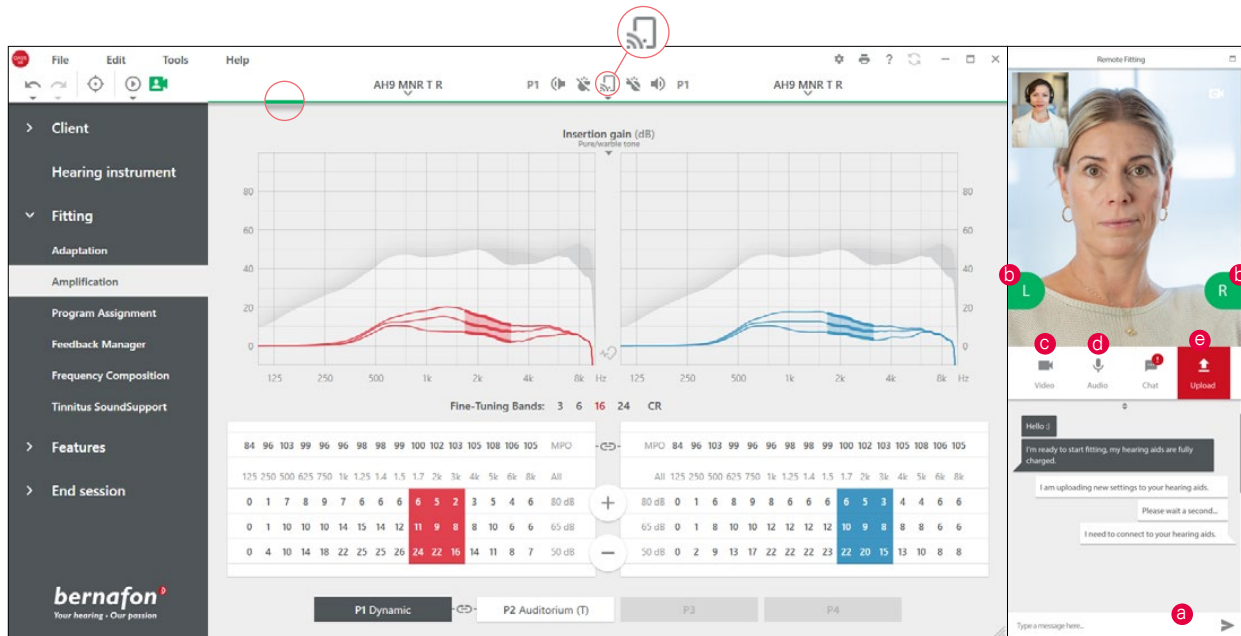 File Edit Tools Help
Remote Fitting
AH9 MNR T R P1 P1 AH9 MNR T R
Client
Hearing instrument
Fitting
Adaptation
Amplification
Program Assignment
Feedback Manager
Frequency Composition
Tinnitus SoundSupport
Features
End session
bernafon
Your hearing • Our passion
Insertion gain (dB)
Pure/warble tone
80 80
60 60
40 40
20 20
0 0
125 250 500 1k 2k 4k 8k Hz 125 250 500 1k 2k 4k 8k Hz
Fine-Tuning Bands: 3 6 16 24 CR
84 96 103 99 96 96 98 98 99 100 102 103 105 108 106 105 MPO MPO 84 96 103 99 96 96 98 98 99 100 102 103 105 108 106 105
125 250 500 625 750 1k 1.25 1.4 1.5 1.7 2k 3k 4k 5k 6k 8k All All 125 250 500 625 750 1k 1.25 1.4 1.5 1.7 2k 3k 4k 5k 6k 8k
0 1 7 8 9 7 6 6 6 6 5 2 3 5 4 6 80 dB + 80 dB 0 1 6 8 9 8 6 6 6 6 5 3 4 4 6 6
0 1 10 10 10 14 15 14 12 11 9 8 8 10 6 6 65 dB 65 dB 0 1 8 10 10 12 12 12 12 10 9 8 8 8 6 6
0 4 10 14 18 22 25 25 26 24 22 16 14 11 8 7 50 dB − 50 dB 0 2 9 13 17 22 22 22 23 22 20 15 13 10 8 8
P1 Dynamic P2 Auditorium (T) P3 P4
b b
L R
c d e
Video Audio Chat Upload
Hello :)
I'm ready to start fitting, my hearing aids are fully
charged.
I am uploading new settings to your hearing aids.
Please wait a second...
I need to connect to your hearing aids.
a
Type a message here...